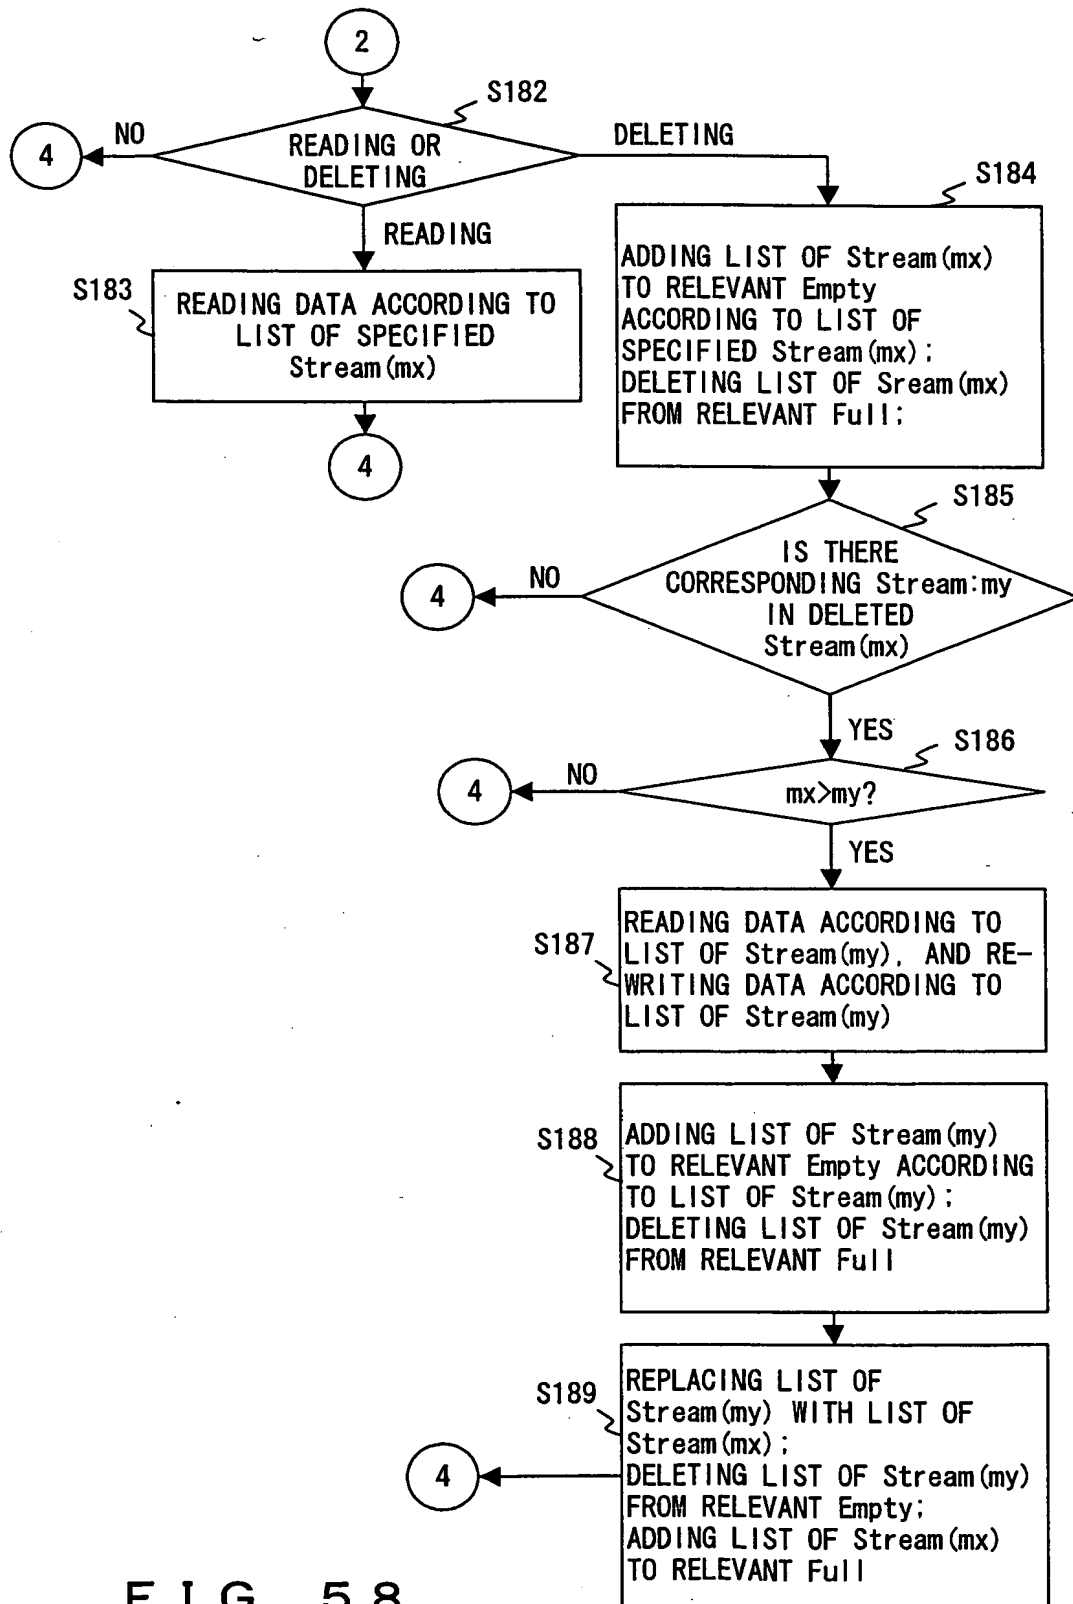 2
S182
NO
4
READING OR
DELETING
DELETING
READING
S183
READING DATA ACCORDING TO
LIST OF SPECIFIED
Stream(mx)
4
S184
ADDING LIST OF Stream(mx)
TO RELEVANT Empty
ACCORDING TO LIST OF
SPECIFIED Stream(mx);
DELETING LIST OF Sream(mx)
FROM RELEVANT Full;
S185
IS THERE
CORRESPONDING Stream:my
IN DELETED
Stream(mx)
NO
4
YES
S186
mx>my?
NO
4
YES
S187
READING DATA ACCORDING TO
LIST OF Stream(my), AND RE-
WRITING DATA ACCORDING TO
LIST OF Stream(my)
S188
ADDING LIST OF Stream(my)
TO RELEVANT Empty ACCORDING
TO LIST OF Stream(my);
DELETING LIST OF Stream(my)
FROM RELEVANT Full
S189
REPLACING LIST OF
Stream(my) WITH LIST OF
Stream(mx);
DELETING LIST OF Stream(my)
FROM RELEVANT Empty;
ADDING LIST OF Stream(mx)
TO RELEVANT Full
4
FIG. 58